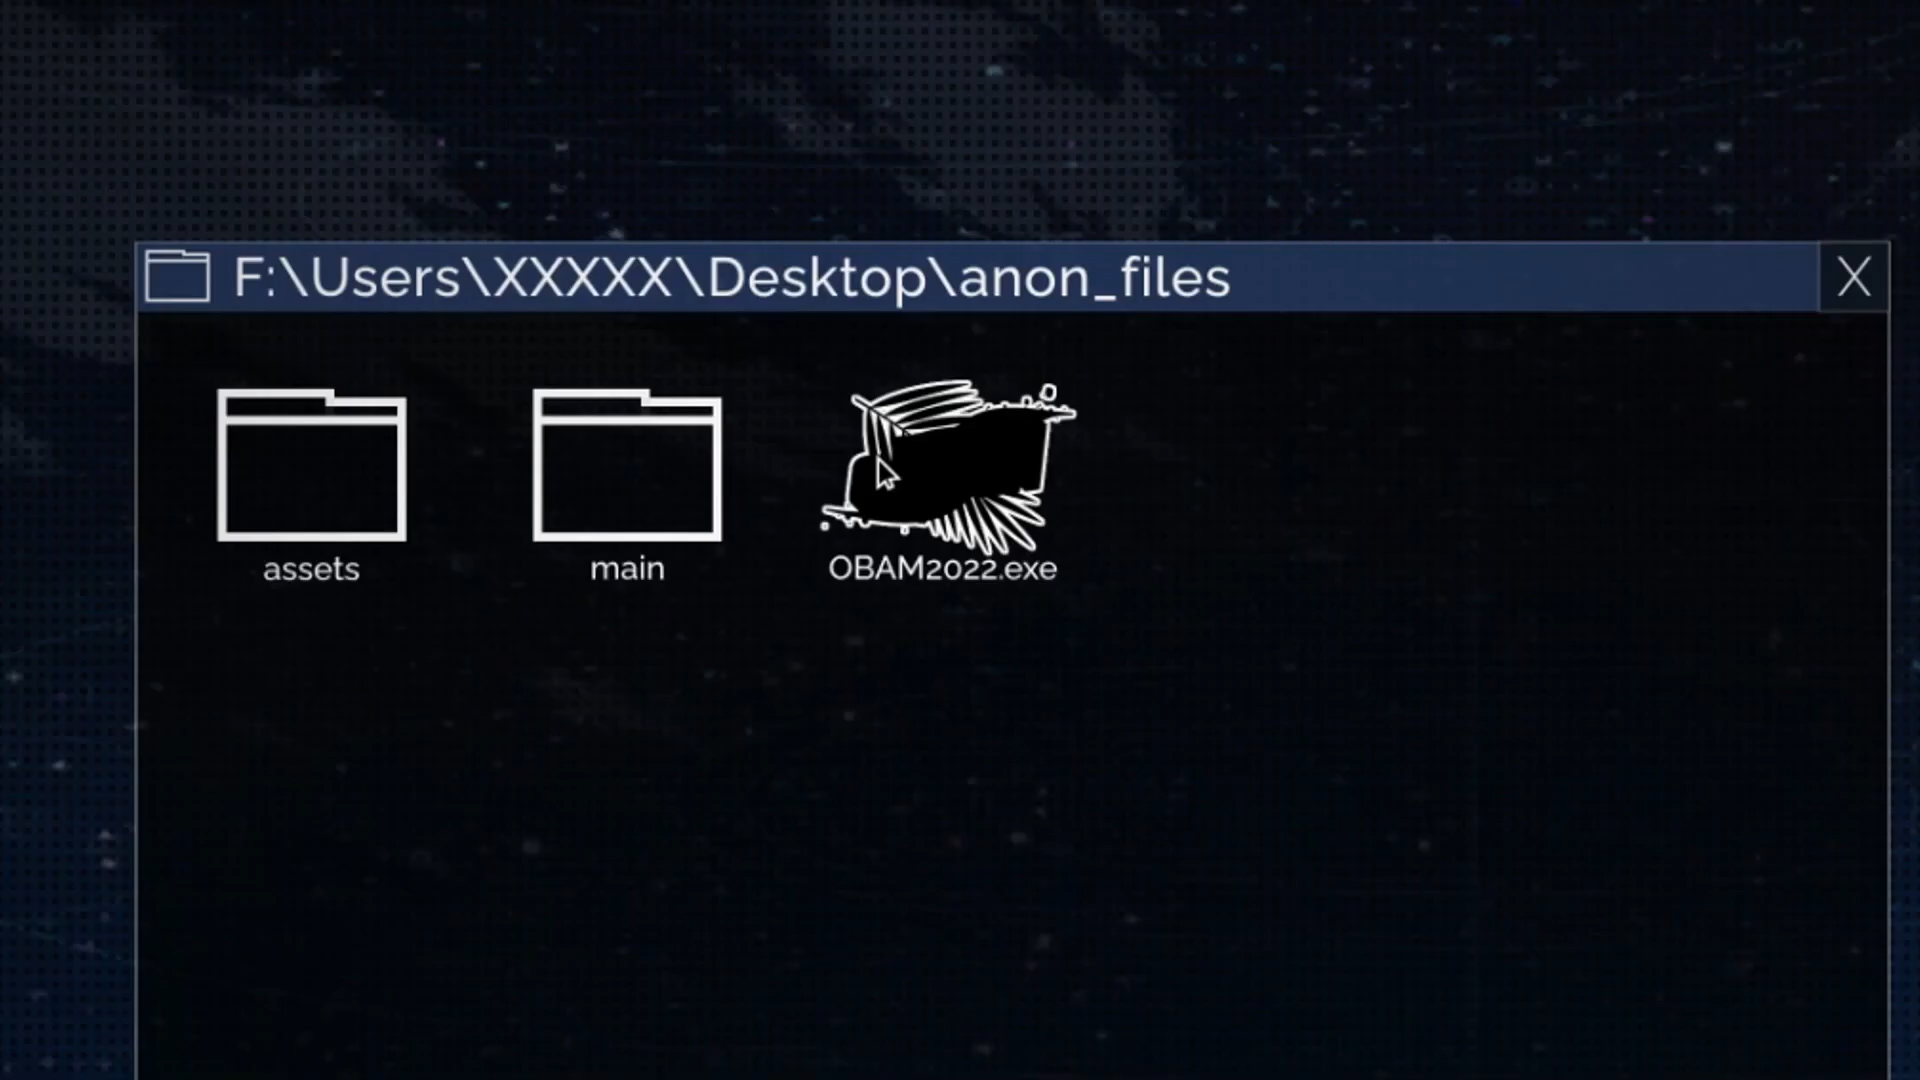 F:\Users\XXXXX\Desktop\anon_files
X
assets
main
OBAM2022.exe